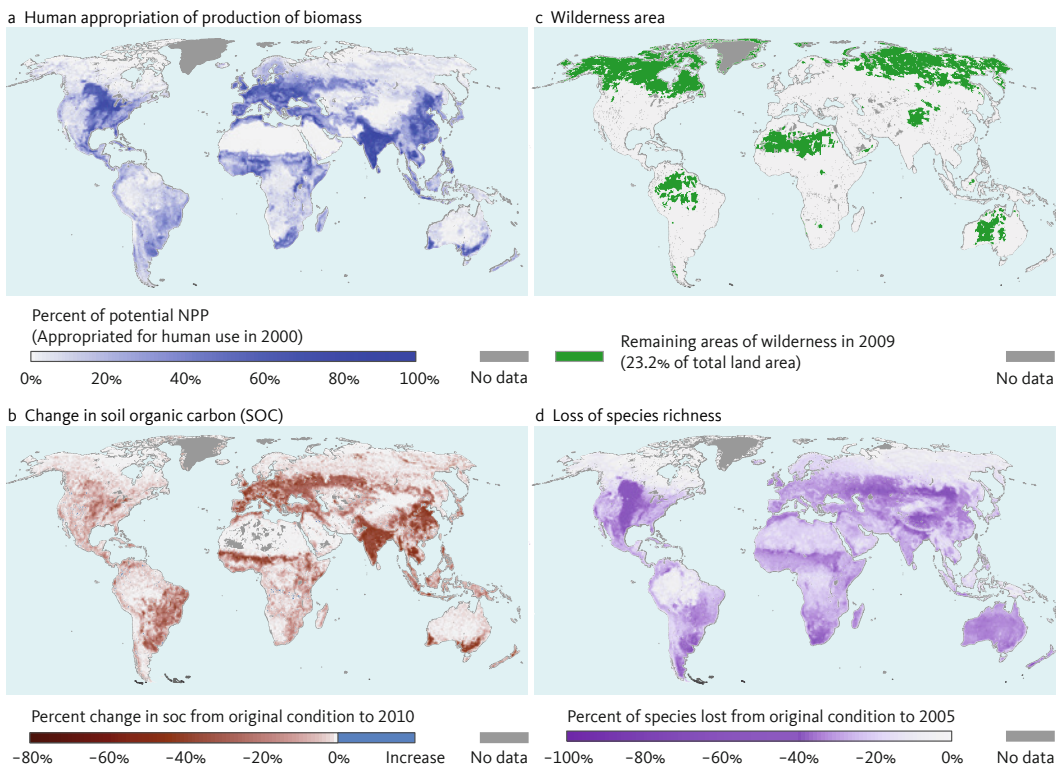 a Human appropriation of production of biomass
Percent of potential NPP
(Appropriated for human use in 2000)
0% 20% 40% 60% 80% 100% No data
c Wilderness area
Remaining areas of wilderness in 2009
(23.2% of total land area)
No data
b Change in soil organic carbon (SOC)
Percent change in soc from original condition to 2010
−80% −60% −40% −20% 0% Increase No data
d Loss of species richness
Percent of species lost from original condition to 2005
−100% −80% −60% −40% −20% 0% No data